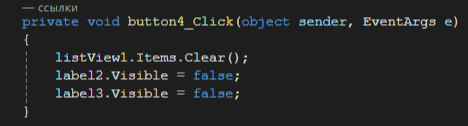 — ссылки
private void button4_Click(object sender, EventArgs e)
{
listView1.Items.Clear();
label2.Visible = false;
label3.Visible = false;
}